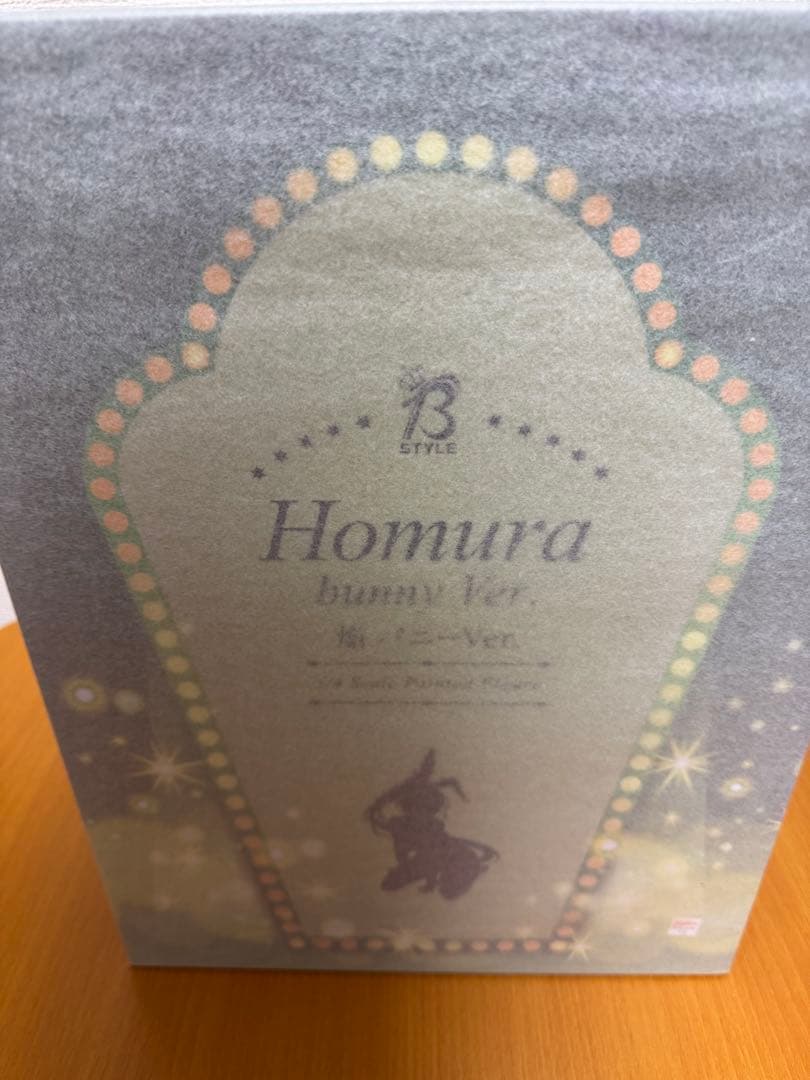 B
STYLE
Homura
bunny Ver.
焔 バニーVer.
1/4 Scale Painted Figure